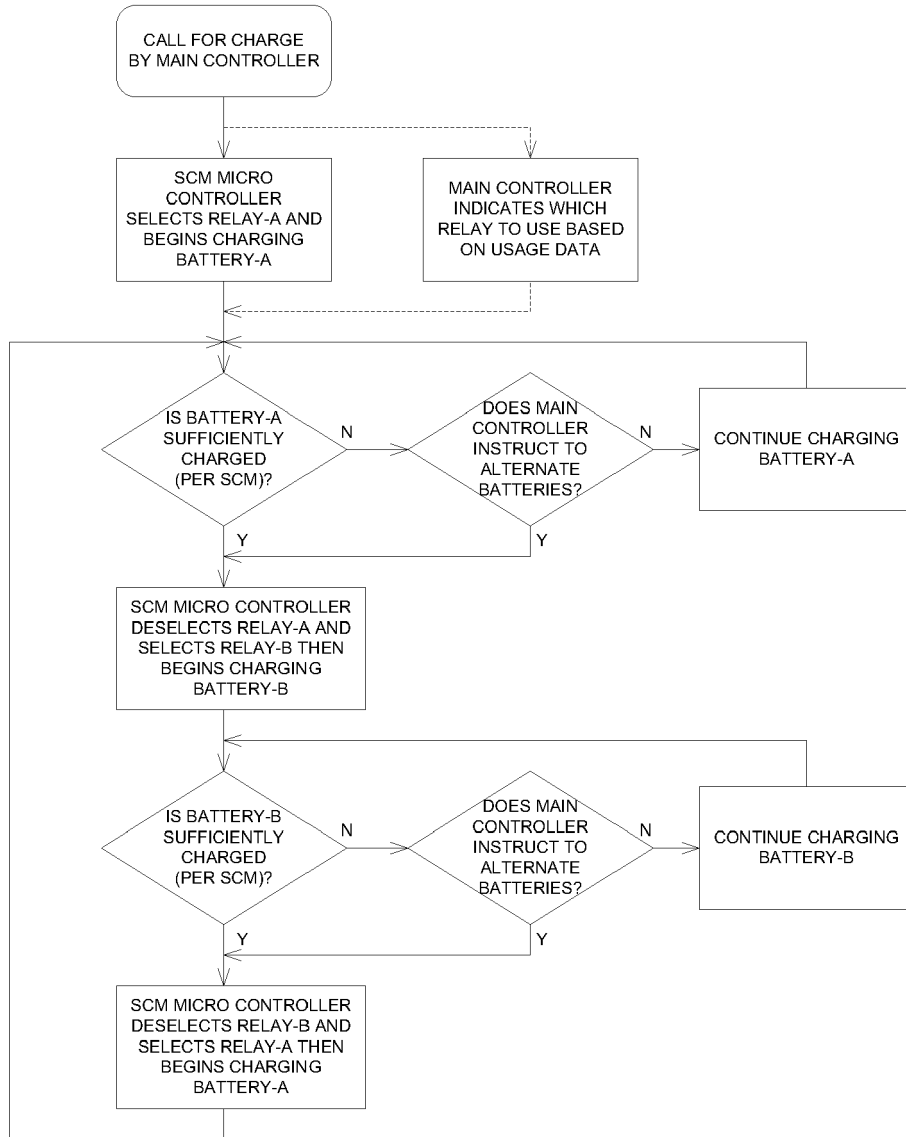 CALL FOR CHARGE
BY MAIN CONTROLLER
SCM MICRO
CONTROLLER
SELECTS RELAY-A AND
BEGINS CHARGING
BATTERY-A
MAIN CONTROLLER
INDICATES WHICH
RELAY TO USE BASED
ON USAGE DATA
IS BATTERY-A
SUFFICIENTLY
CHARGED
(PER SCM)?
N
DOES MAIN
CONTROLLER
INSTRUCT TO
ALTERNATE
BATTERIES?
N
CONTINUE CHARGING
BATTERY-A
Y
Y
SCM MICRO CONTROLLER
DESELECTS RELAY-A AND
SELECTS RELAY-B THEN
BEGINS CHARGING
BATTERY-B
IS BATTERY-B
SUFFICIENTLY
CHARGED
(PER SCM)?
N
DOES MAIN
CONTROLLER
INSTRUCT TO
ALTERNATE
BATTERIES?
N
CONTINUE CHARGING
BATTERY-B
Y
Y
SCM MICRO CONTROLLER
DESELECTS RELAY-B AND
SELECTS RELAY-A THEN
BEGINS CHARGING
BATTERY-A